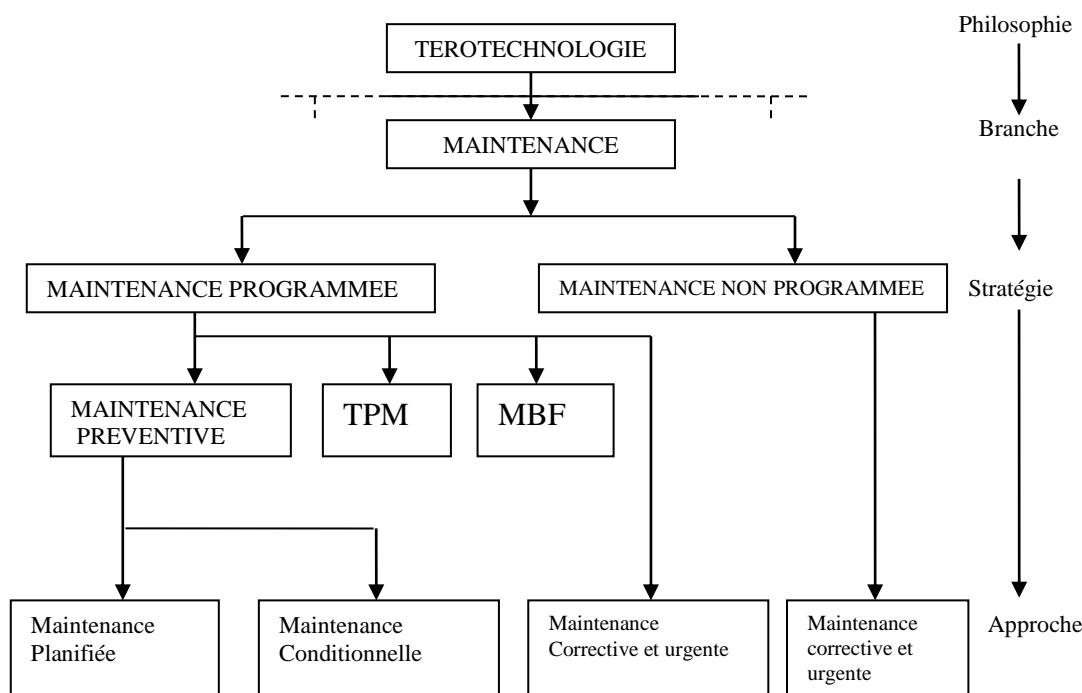 Philosophie
TEROTECHNOLOGIE
Branche
MAINTENANCE
MAINTENANCE PROGRAMMEE
MAINTENANCE NON PROGRAMMEE
Stratégie
MAINTENANCE
PREVENTIVE
TPM
MBF
Maintenance
Planifiée
Maintenance
Conditionnelle
Maintenance
Corrective et urgente
Maintenance
corrective et
urgente
Approche